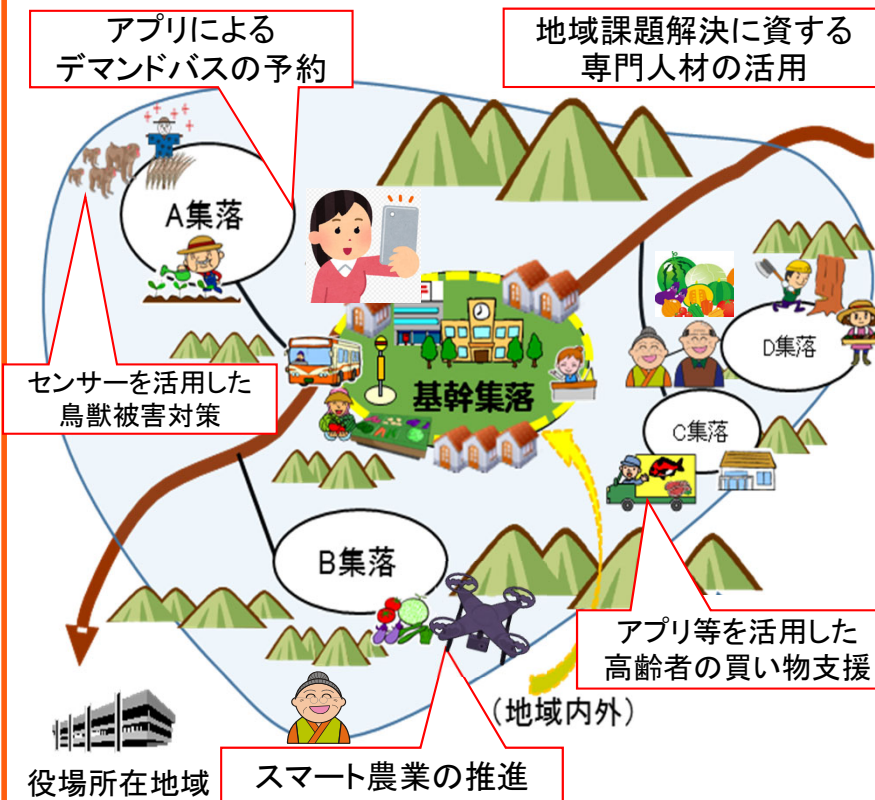 アプリによる
デマンドバスの予約
地域課題解決に資する
専門人材の活用
A集落
センサーを活用した
鳥獣被害対策
基幹集落
D集落
C集落
B集落
アプリ等を活用した
高齢者の買い物支援
(地域内外)
役場所在地域
スマート農業の推進